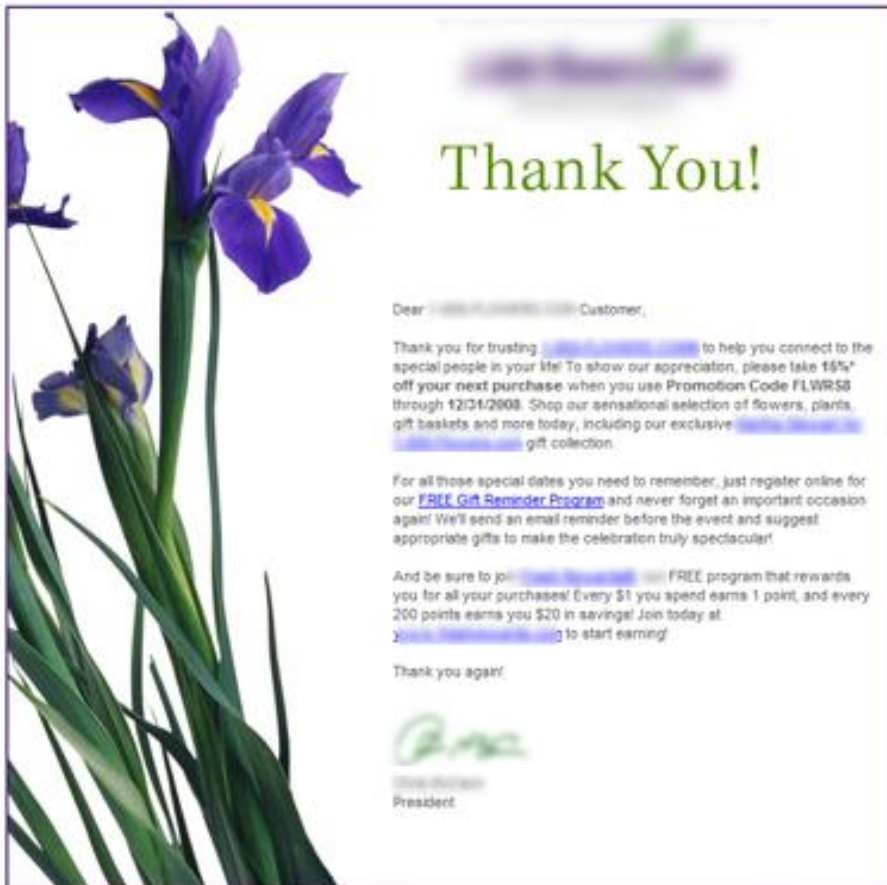 Thank You!
Dear Customer,
Thank you for trusting to help you connect to the
special people in your life! To show our appreciation, please take 15%*
off your next purchase when you use Promotion Code FLWRS8
through 12/31/2008. Shop our sensational selection of flowers, plants,
gift baskets and more today, including our exclusive
gift collection.
For all those special dates you need to remember, just register online for
our FREE Gift Reminder Program and never forget an important occasion
again! We'll send an email reminder before the event and suggest
appropriate gifts to make the celebration truly spectacular!
And be sure to FREE program that rewards
you for all your purchases! Every $1 you spend earns 1 point, and every
200 points earns you $20 in savings! Join today at
to start earning!
Thank you again!
President